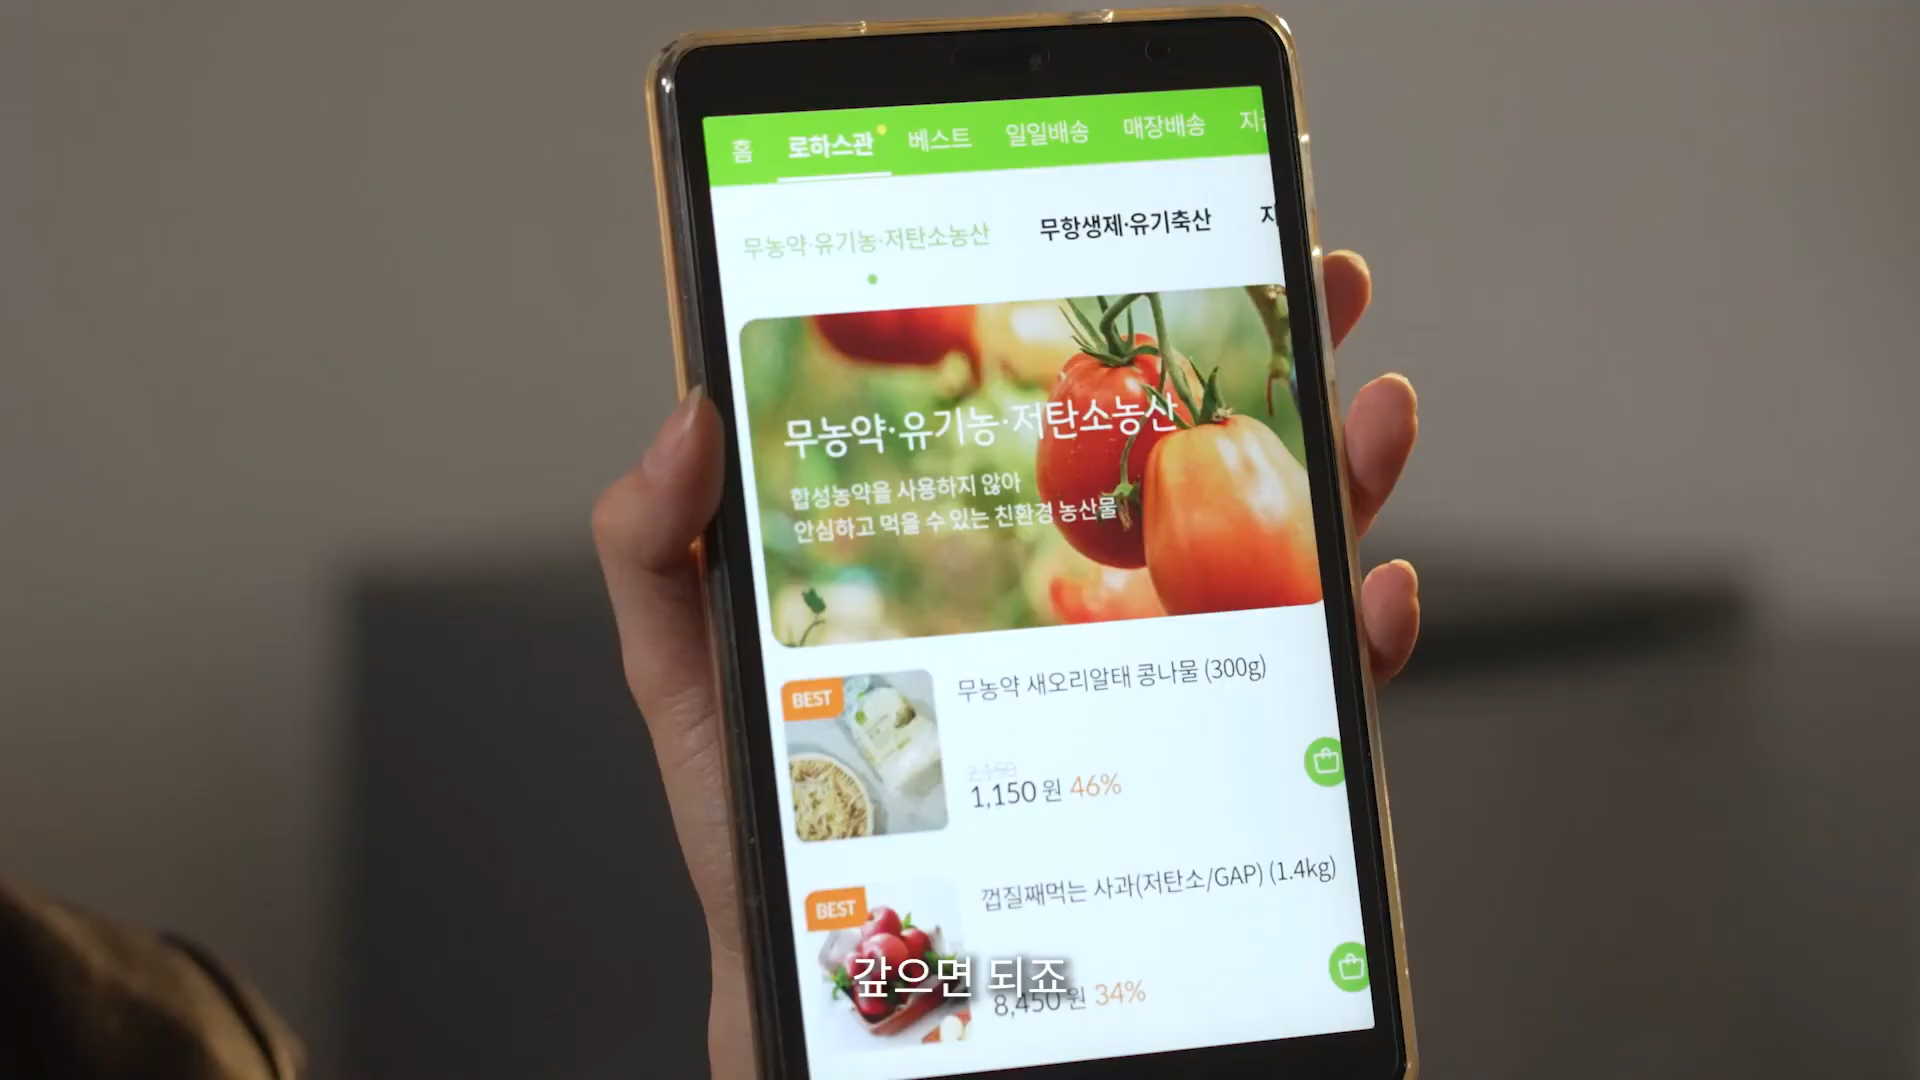 홈 로하스관 베스트 일일배송 매장배송
무농약·유기농·저탄소농산 무항생제·유기축산
무농약·유기농·저탄소농산
합성농약을 사용하지 않아
안심하고 먹을 수 있는 친환경 농산물
BEST
무농약 새오리알태 콩나물 (300g)
2,150
1,150 원 46%
BEST
껍질째먹는 사과(저탄소/GAP) (1.4kg)
8,450 원 34%
갚으면 되죠